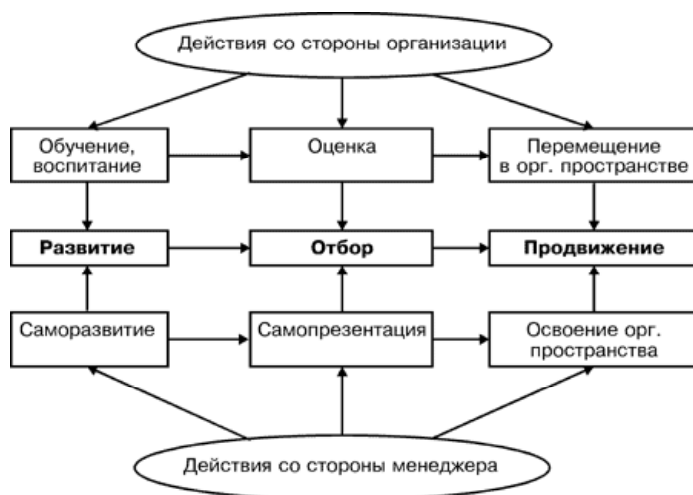 Действия со стороны организации
Обучение,
воспитание
Оценка
Перемещение
в орг. пространстве
Развитие
Отбор
Продвижение
Саморазвитие
Самопрезентация
Освоение орг.
пространства
Действия со стороны менеджера